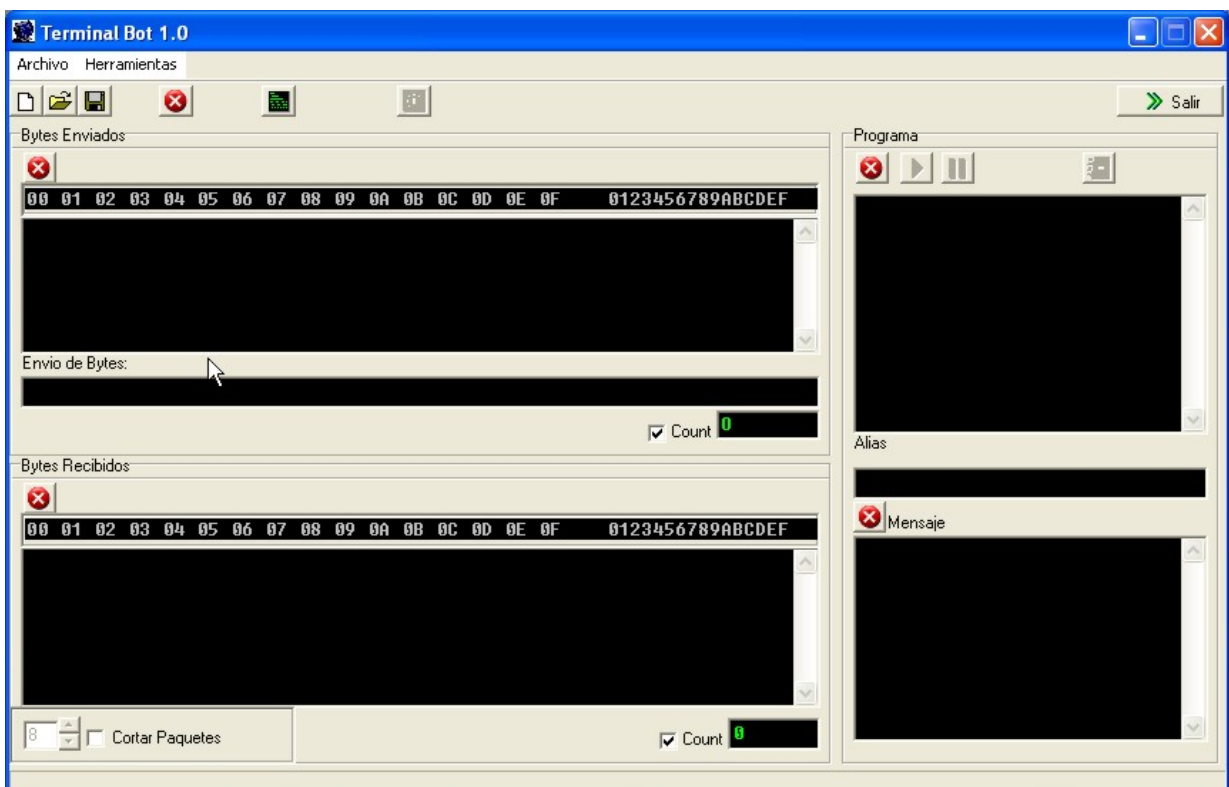 Terminal Bot 1.0
Archivo Herramientas
Salir
Bytes Enviados
00 01 02 03 04 05 06 07 08 09 0A 0B 0C 0D 0E 0F 0123456789ABCDEF
Envio de Bytes:
Count 0
Bytes Recibidos
00 01 02 03 04 05 06 07 08 09 0A 0B 0C 0D 0E 0F 0123456789ABCDEF
8 Cortar Paquetes
Count 0
Programa
Alias
Mensaje